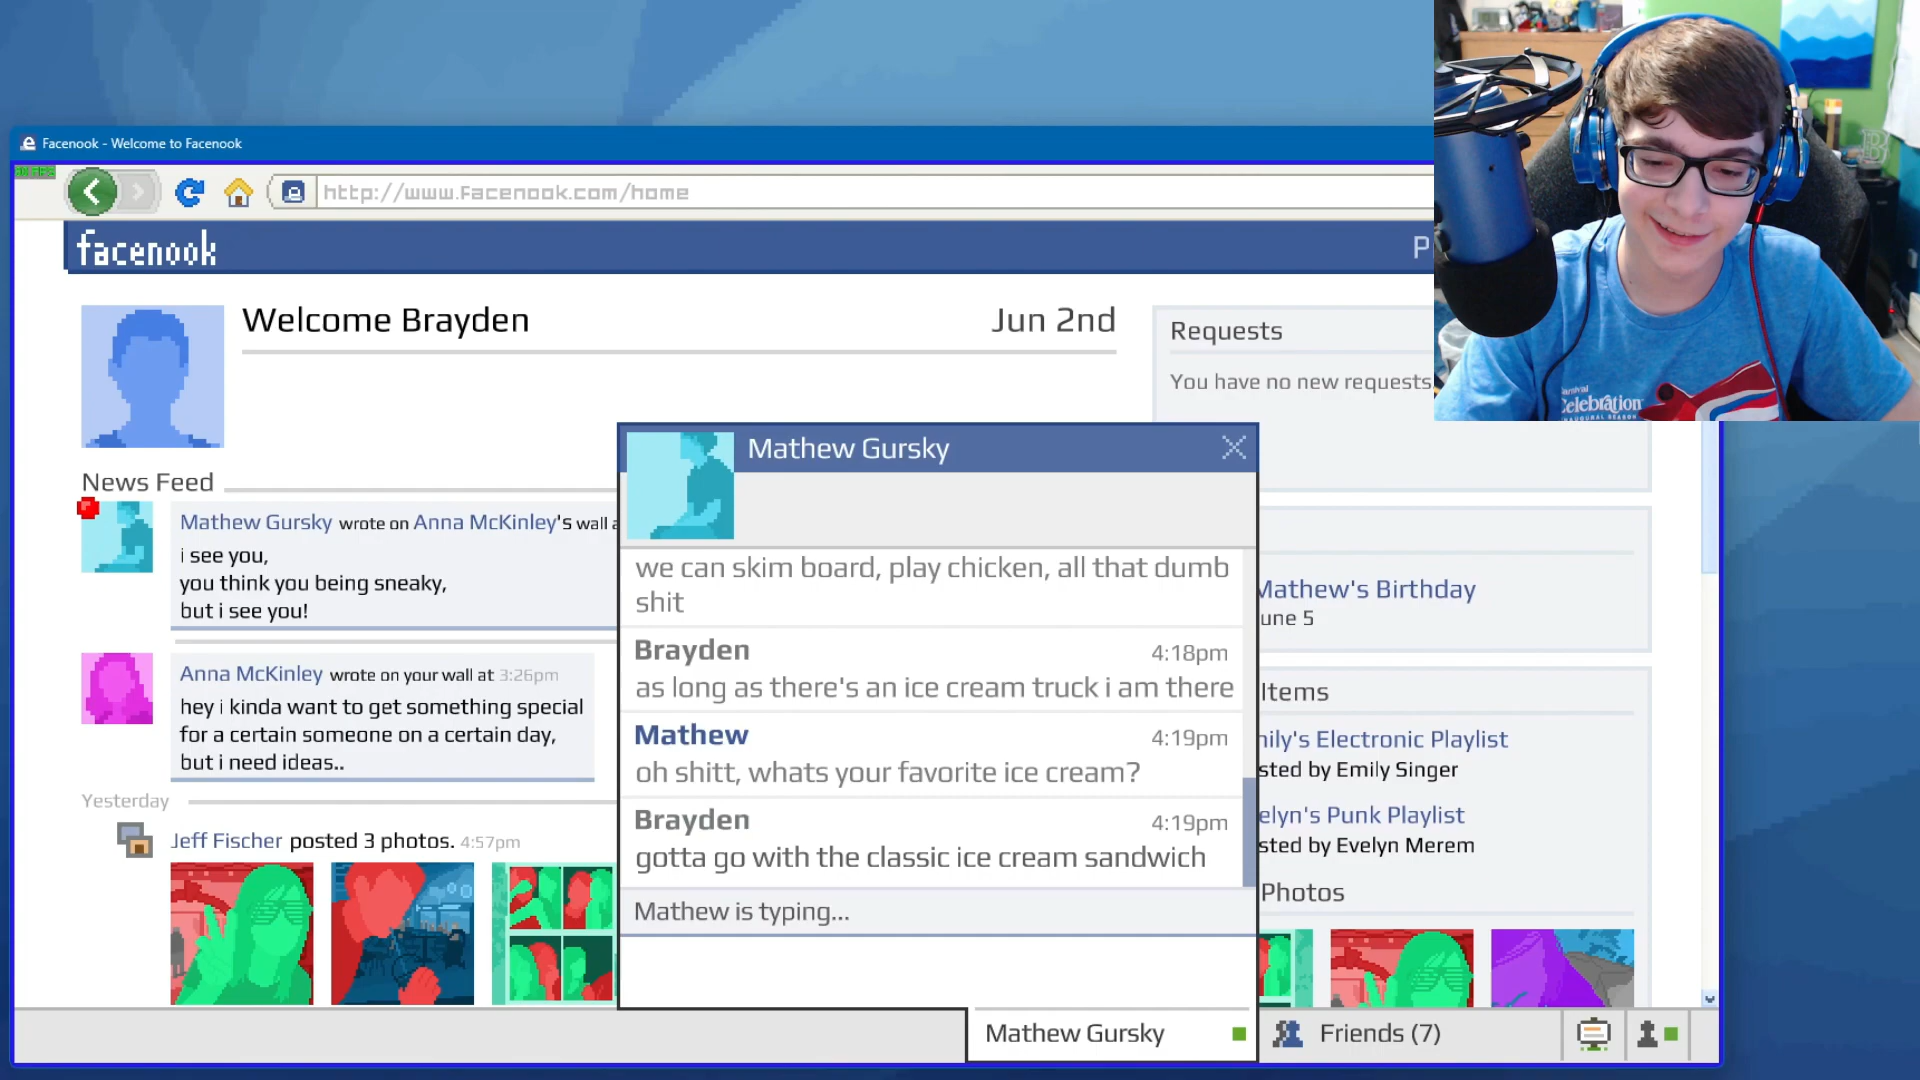 Facenook - Welcome to Facenook
http://www.Facenook.com/home
facenook
P
Welcome Brayden
Jun 2nd
Requests
You have no new requests
News Feed
Mathew Gursky wrote on Anna McKinley's wall a
i see you,
you think you being sneaky,
but i see you!
Anna McKinley wrote on your wall at 3:26pm
hey i kinda want to get something special
for a certain someone on a certain day,
but i need ideas..
Yesterday
Jeff Fischer posted 3 photos. 4:57pm
Mathew Gursky
we can skim board, play chicken, all that dumb
shit
Brayden 4:18pm
as long as there's an ice cream truck i am there
Mathew 4:19pm
oh shitt, whats your favorite ice cream?
Brayden 4:19pm
gotta go with the classic ice cream sandwich
Mathew is typing...
Mathew's Birthday
une 5
Items
ily's Electronic Playlist
sted by Emily Singer
elyn's Punk Playlist
sted by Evelyn Merem
Photos
Mathew Gursky
Friends (7)
Carnival
Celebration
INAUGURAL SEASON